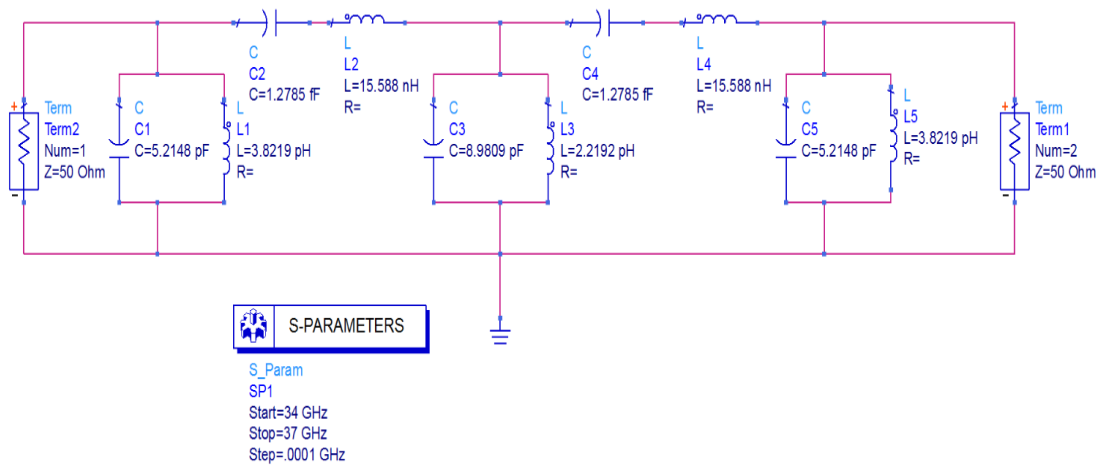 C
C2
C=1.2785 fF
L
L2
L=15.588 nH
R=
C
C4
C=1.2785 fF
L
L4
L=15.588 nH
R=
+
Term
Term2
Num=1
Z=50 Ohm
-
C
C1
C=5.2148 pF
L
L1
L=3.8219 pH
R=
C
C3
C=8.9809 pF
L
L3
L=2.2192 pH
R=
C
C5
C=5.2148 pF
L
L5
L=3.8219 pH
R=
+
Term
Term1
Num=2
Z=50 Ohm
-
S-PARAMETERS
S_Param
SP1
Start=34 GHz
Stop=37 GHz
Step=.0001 GHz